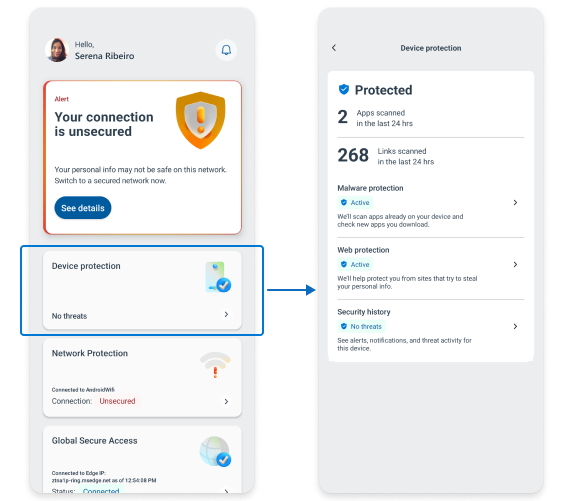 Hello,
Serena Ribeiro
Alert
Your connection
is unsecured
Your personal info may not be safe on this network.
Switch to a secured network now.
See details
Device protection
No threats
Network Protection
Connected to AndroidWifi
Connection: Unsecured
Global Secure Access
Connected to Edge IP:
ztna1p-ring.msedge.net as of 12:54:08 PM
Status: Connected
Device protection
Protected
2 Apps scanned
in the last 24 hrs
268 Links scanned
in the last 24 hrs
Malware protection
Active
We'll scan apps already on your device and
check new apps you download.
Web protection
Active
We'll help protect you from sites that try to steal
your personal info.
Security history
No threats
See alerts, notifications, and threat activity for
this device.